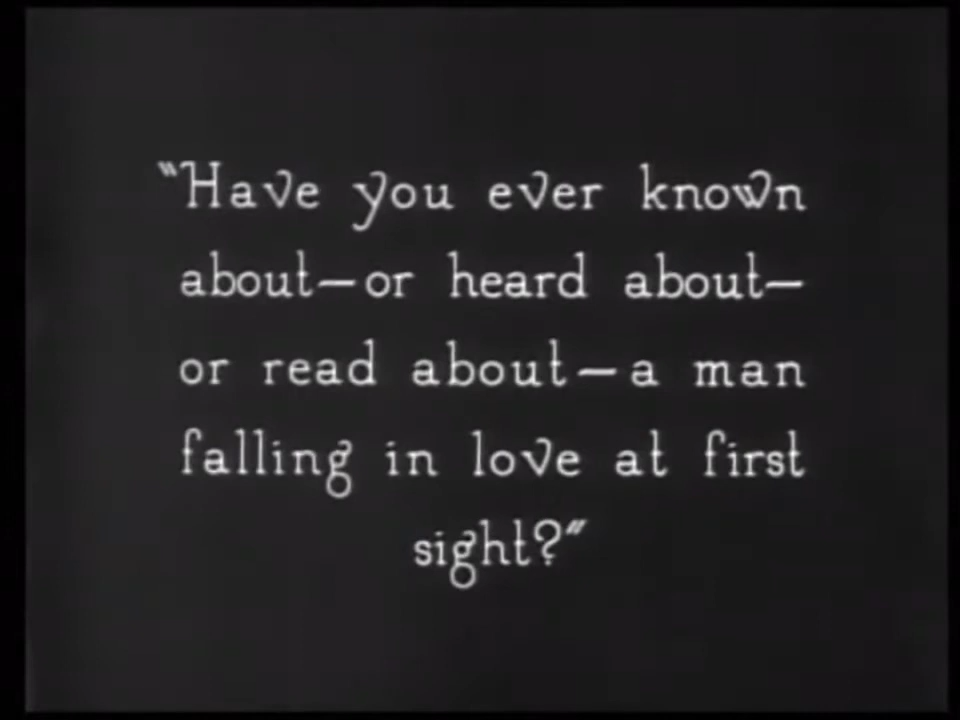 "Have you ever known
about—or heard about—
or read about—a man
falling in love at first
sight?"